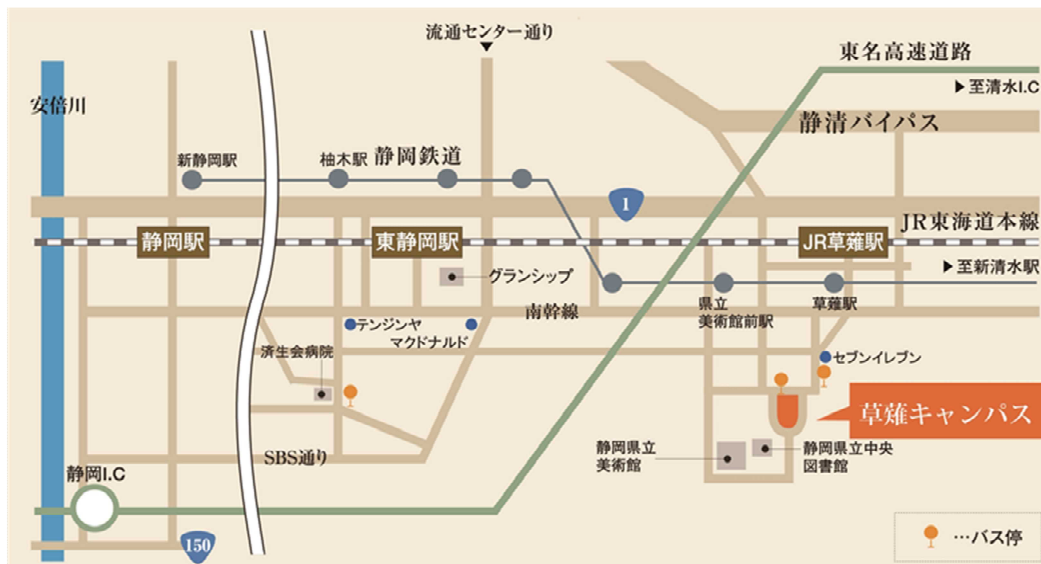 流通センター通り
東名高速道路
▶至清水I.C
安倍川
静清バイパス
新静岡駅
柚木駅
静岡鉄道
1
JR東海道本線
静岡駅
東静岡駅
JR草薙駅
▶至新清水駅
グランシップ
南幹線
県立
美術館前駅
草薙駅
テンジンヤ
マクドナルド
済生会病院
セブンイレブン
草薙キャンパス
SBS通り
静岡県立
美術館
静岡県立中央
図書館
静岡I.C
150
…バス停